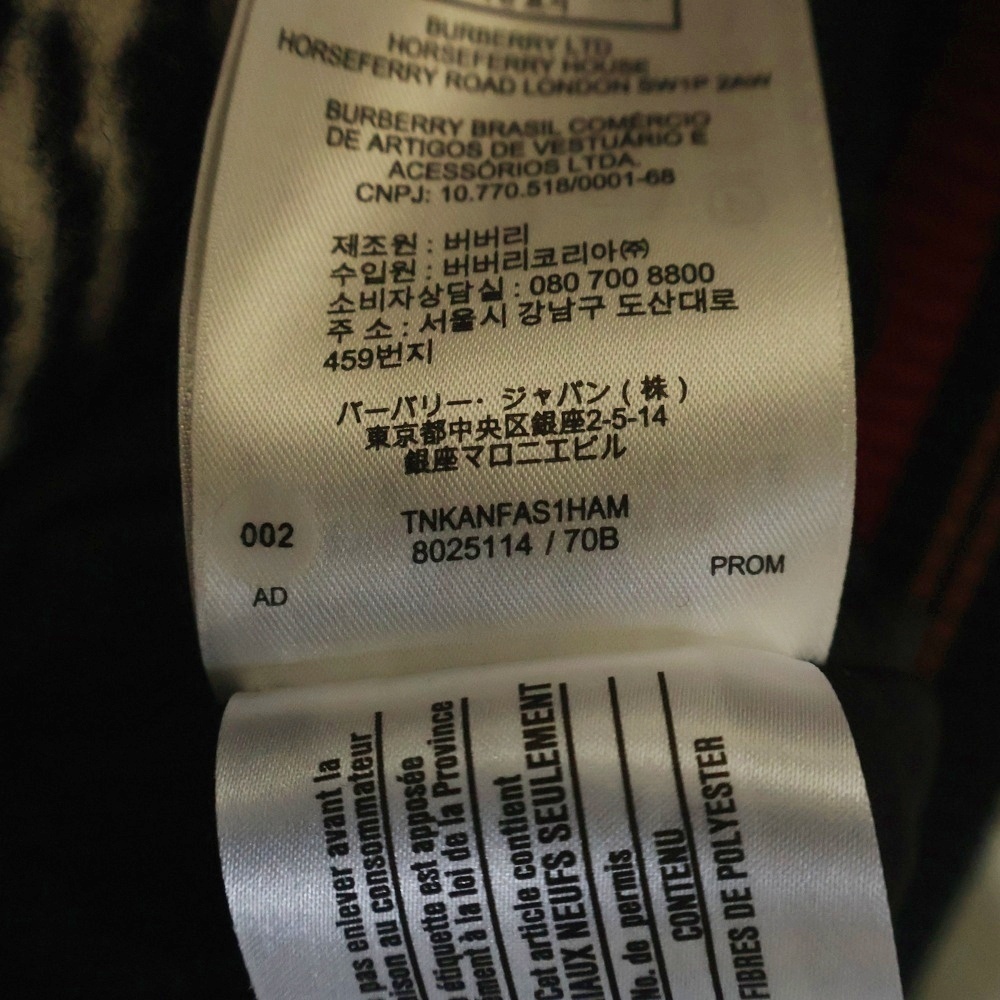 BURBERRY LTD
HORSEFERRY HOUSE
HORSEFERRY ROAD LONDON SW1P 2AW
BURBERRY BRASIL COMÉRCIO
DE ARTIGOS DE VESTUÁRIO E
ACESSÓRIOS LTDA.
CNPJ: 10.770.518/0001-68
제조원 : 버버리
수입원 : 버버리코리아㈜
소비자상담실 : 080 700 8800
주 소 : 서울시 강남구 도산대로
459번지
バーバリー・ジャパン ( 株 )
東京都中央区銀座2-5-14
銀座マロニエビル
TNKANFAS1HAM
002
8025114 / 70B
PROM
AD
pas enlever avant la
au consommateur
étiquette est apposée
à la loi de la Province
Cet article contient
NEUFS SEULEMENT
No. de permis
CONTENU
FIBRES DE POLYESTER